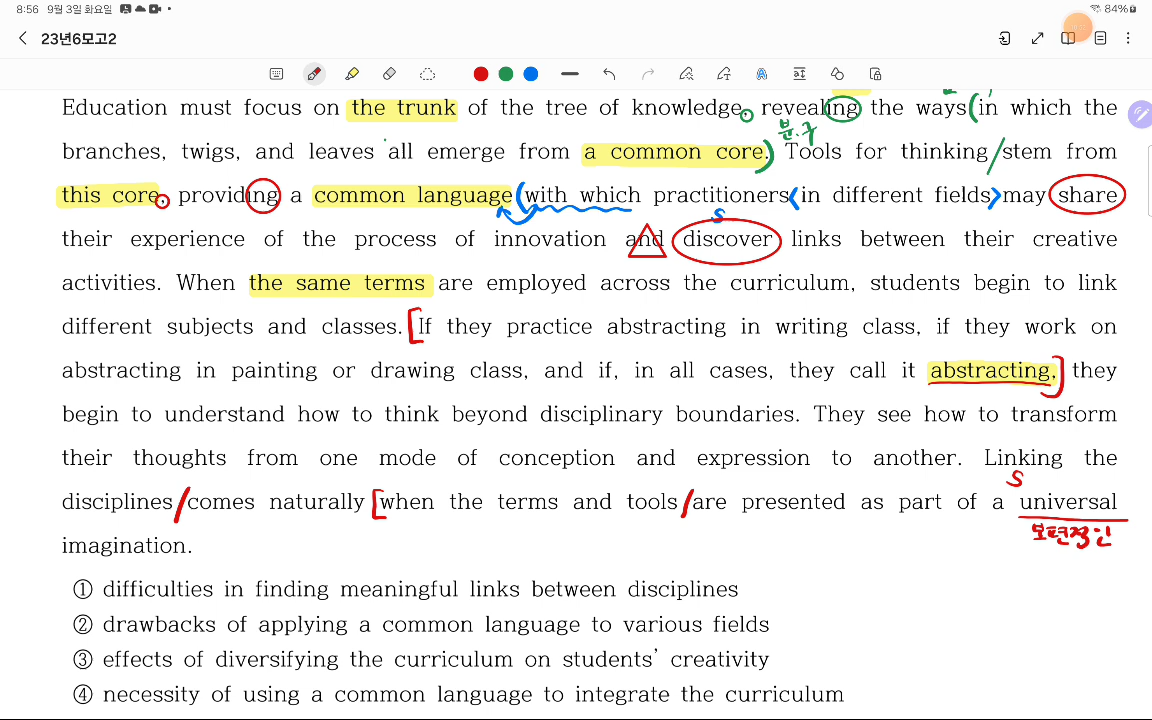 8:56 9월 3일 화요일 84%
23년6모고2
Education must focus on the trunk of the tree of knowledge, revealing the ways in which the
분.구
branches, twigs, and leaves all emerge from a common core. Tools for thinking stem from
this core, providing a common language with which practitioners in different fields may share
S
their experience of the process of innovation and discover links between their creative
activities. When the same terms are employed across the curriculum, students begin to link
different subjects and classes. If they practice abstracting in writing class, if they work on
abstracting in painting or drawing class, and if, in all cases, they call it abstracting, they
begin to understand how to think beyond disciplinary boundaries. They see how to transform
their thoughts from one mode of conception and expression to another. Linking the
S
disciplines comes naturally when the terms and tools are presented as part of a universal
보편적인
imagination.
① difficulties in finding meaningful links between disciplines
② drawbacks of applying a common language to various fields
③ effects of diversifying the curriculum on students' creativity
④ necessity of using a common language to integrate the curriculum